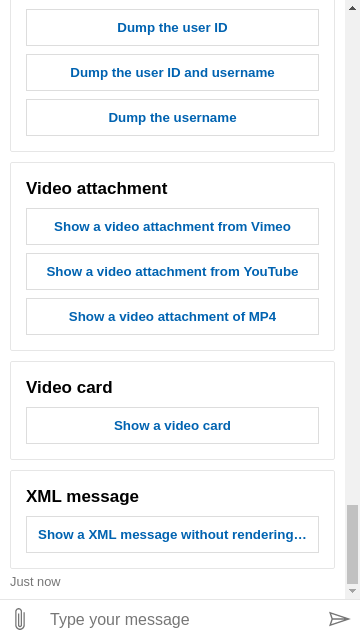 Dump the user ID
Dump the user ID and username
Dump the username
Video attachment
Show a video attachment from Vimeo
Show a video attachment from YouTube
Show a video attachment of MP4
Video card
Show a video card
XML message
Show a XML message without rendering…
Just now
Type your message